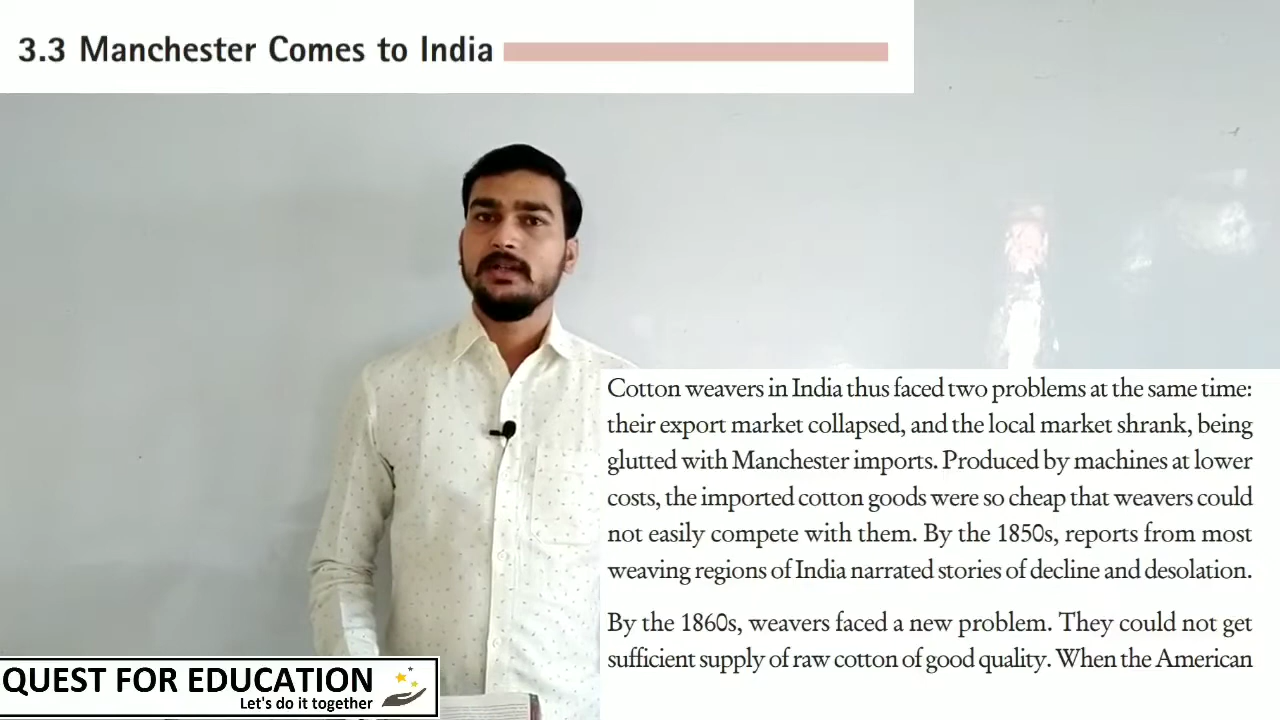 3.3 Manchester Comes to India
Cotton weavers in India thus faced two problems at the same time:
their export market collapsed, and the local market shrank, being
glutted with Manchester imports. Produced by machines at lower
costs, the imported cotton goods were so cheap that weavers could
not easily compete with them. By the 1850s, reports from most
weaving regions of India narrated stories of decline and desolation.
By the 1860s, weavers faced a new problem. They could not get
sufficient supply of raw cotton of good quality. When the American
QUEST FOR EDUCATION
Let's do it together